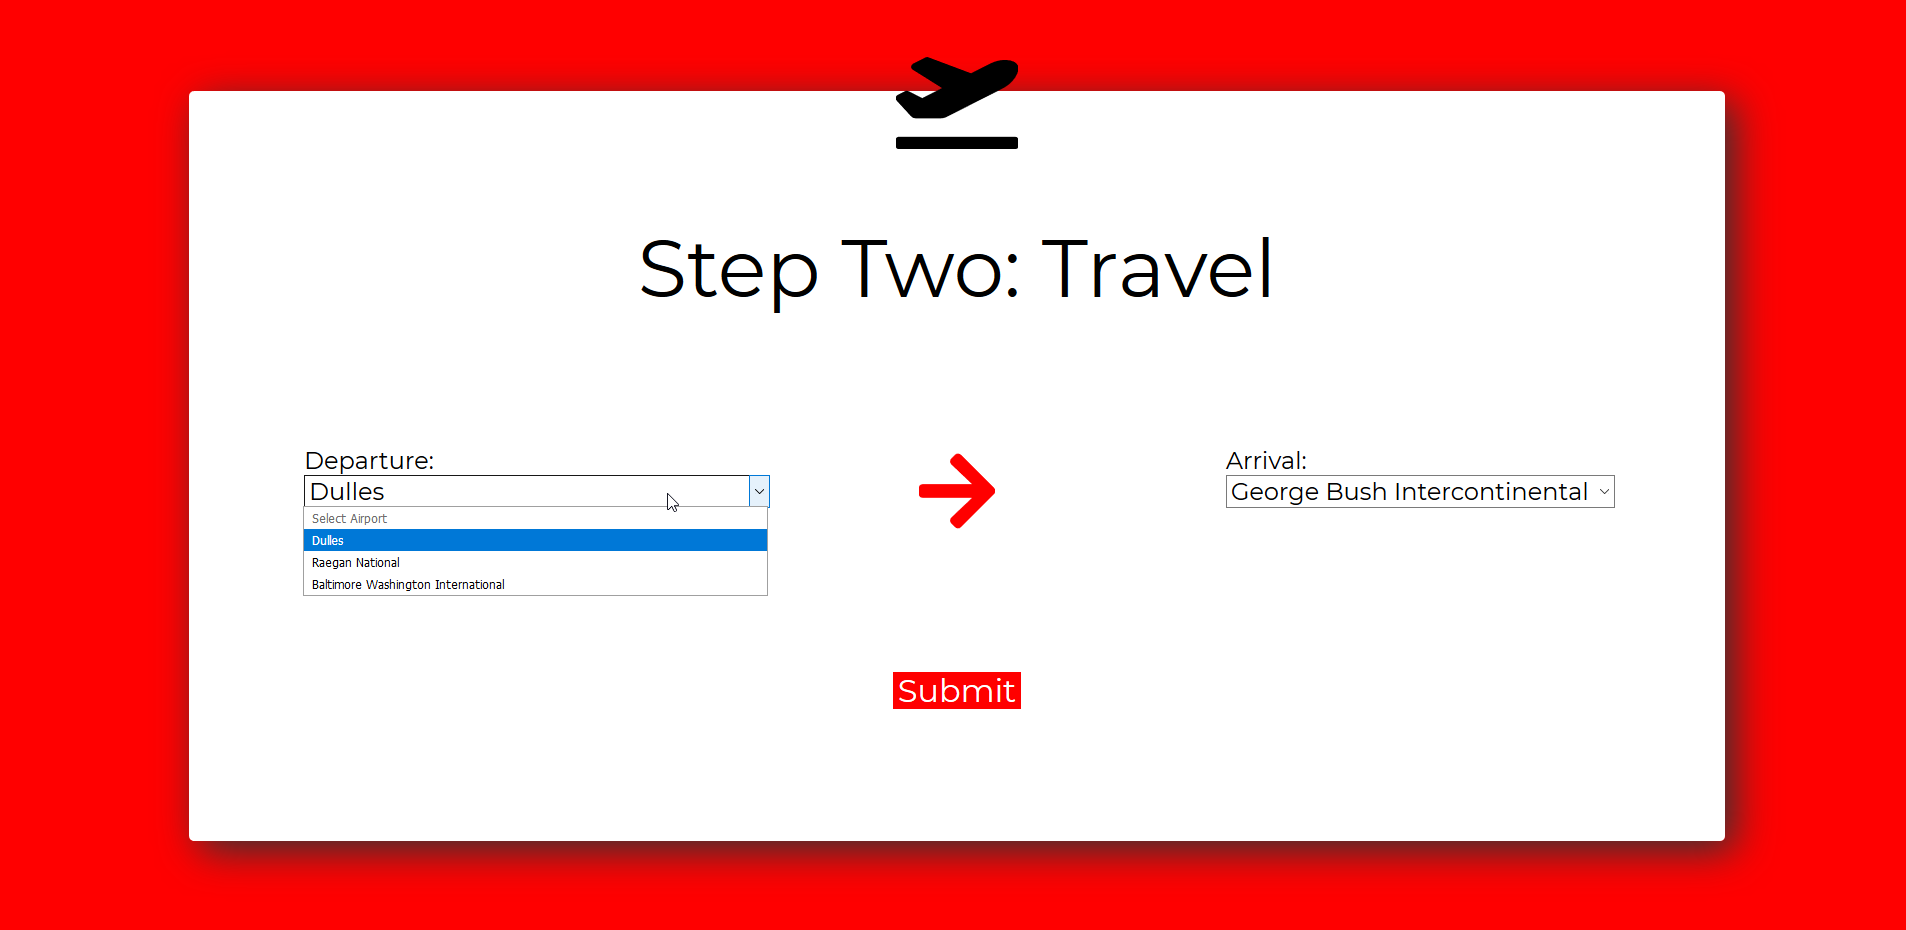 Step Two: Travel
Departure:
Dulles
Select Airport
Dulles
Raegan National
Baltimore Washington International
Arrival:
George Bush Intercontinental
Submit